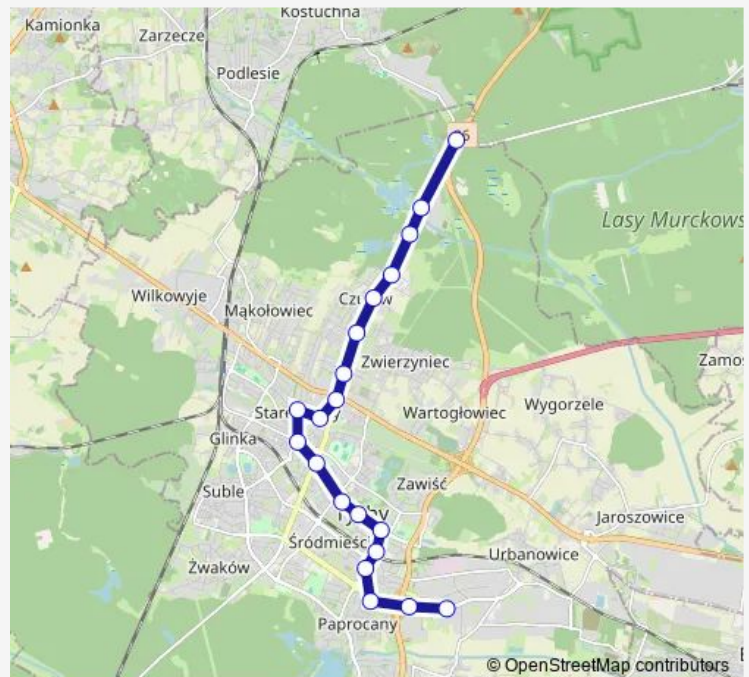 Kostuchna
Kamionka
Zarzecze
Podlesie
Lasy Murckows
Wilkowyje
Mąkołowiec
Zwierzyniec
Zamos
Wartogłowiec
Wygorzele
Glinka
Zawiść
Suble
Jaroszowice
Śródmieśc
Urbanowice
Żwaków
Paprocany
© OpenStreetMap contributors